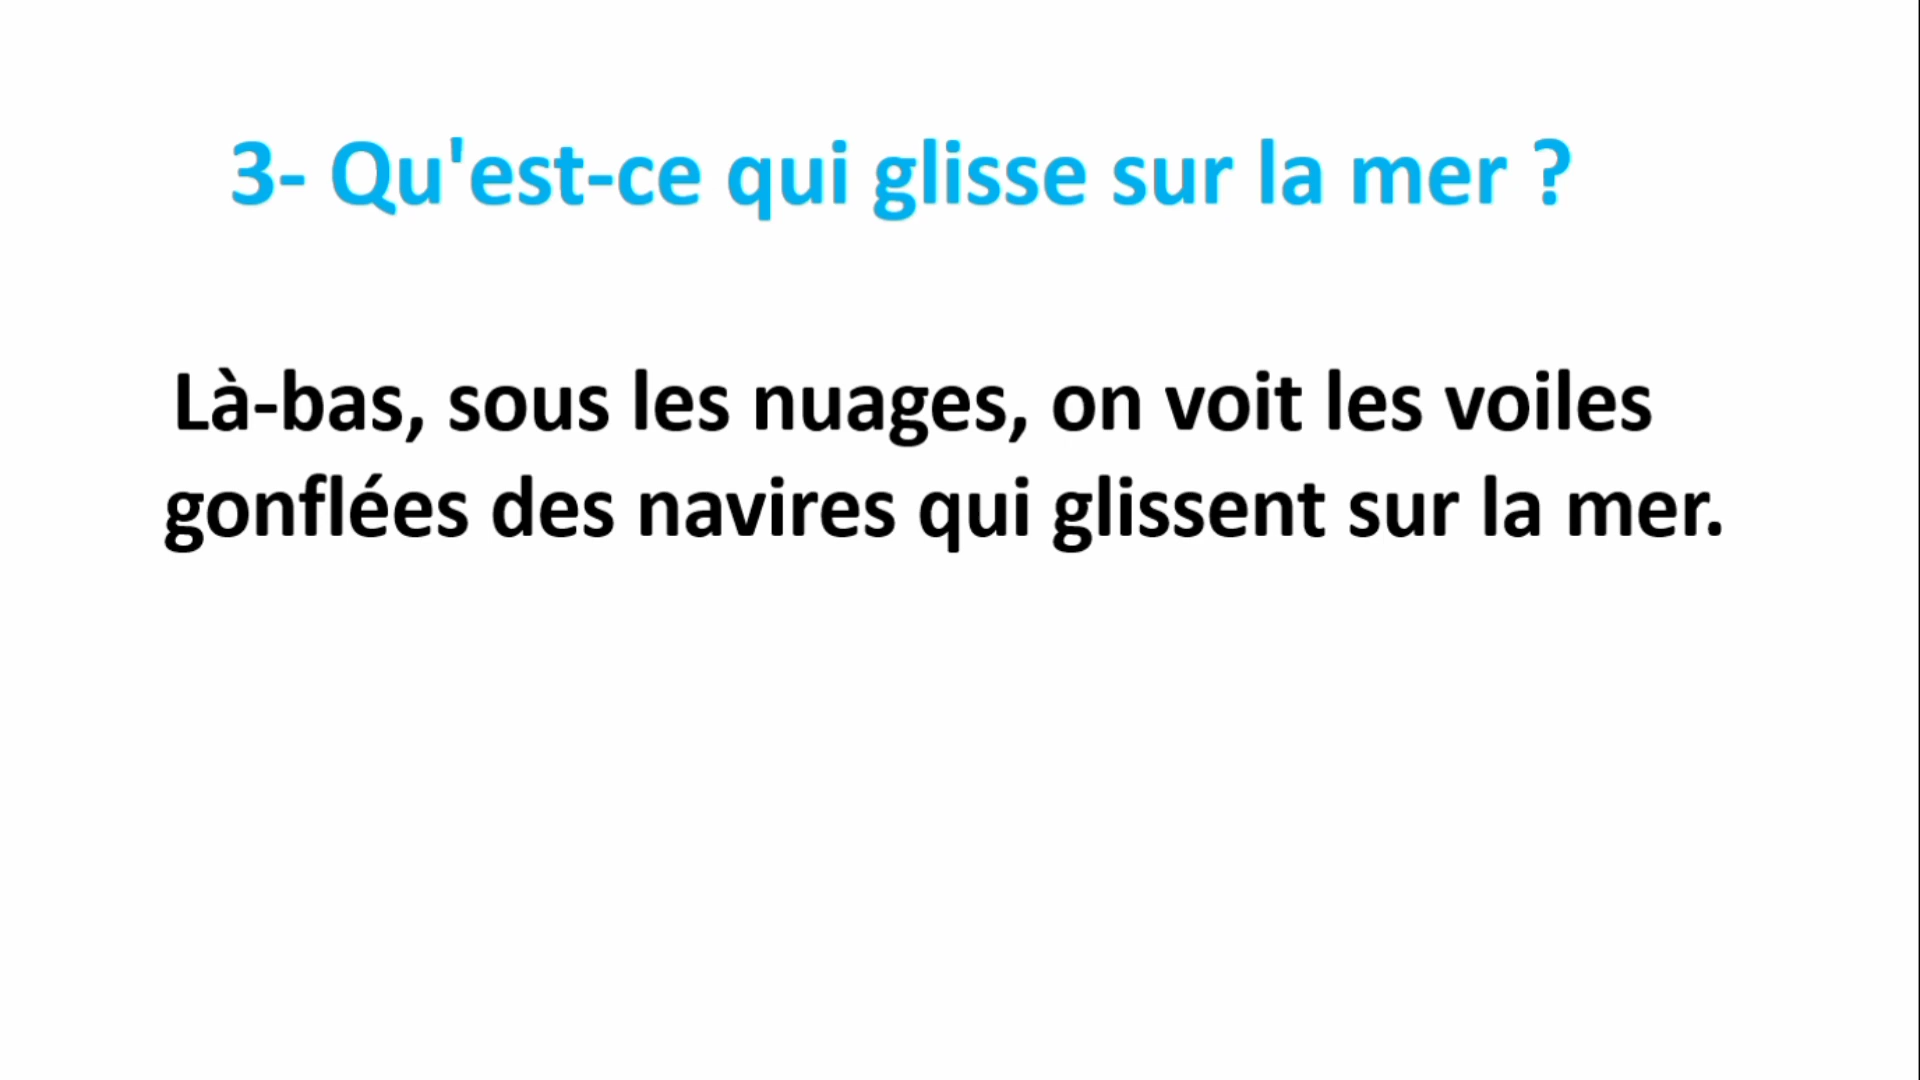 3- Qu'est-ce qui glisse sur la mer ?
Là-bas, sous les nuages, on voit les voiles
gonflées des navires qui glissent sur la mer.